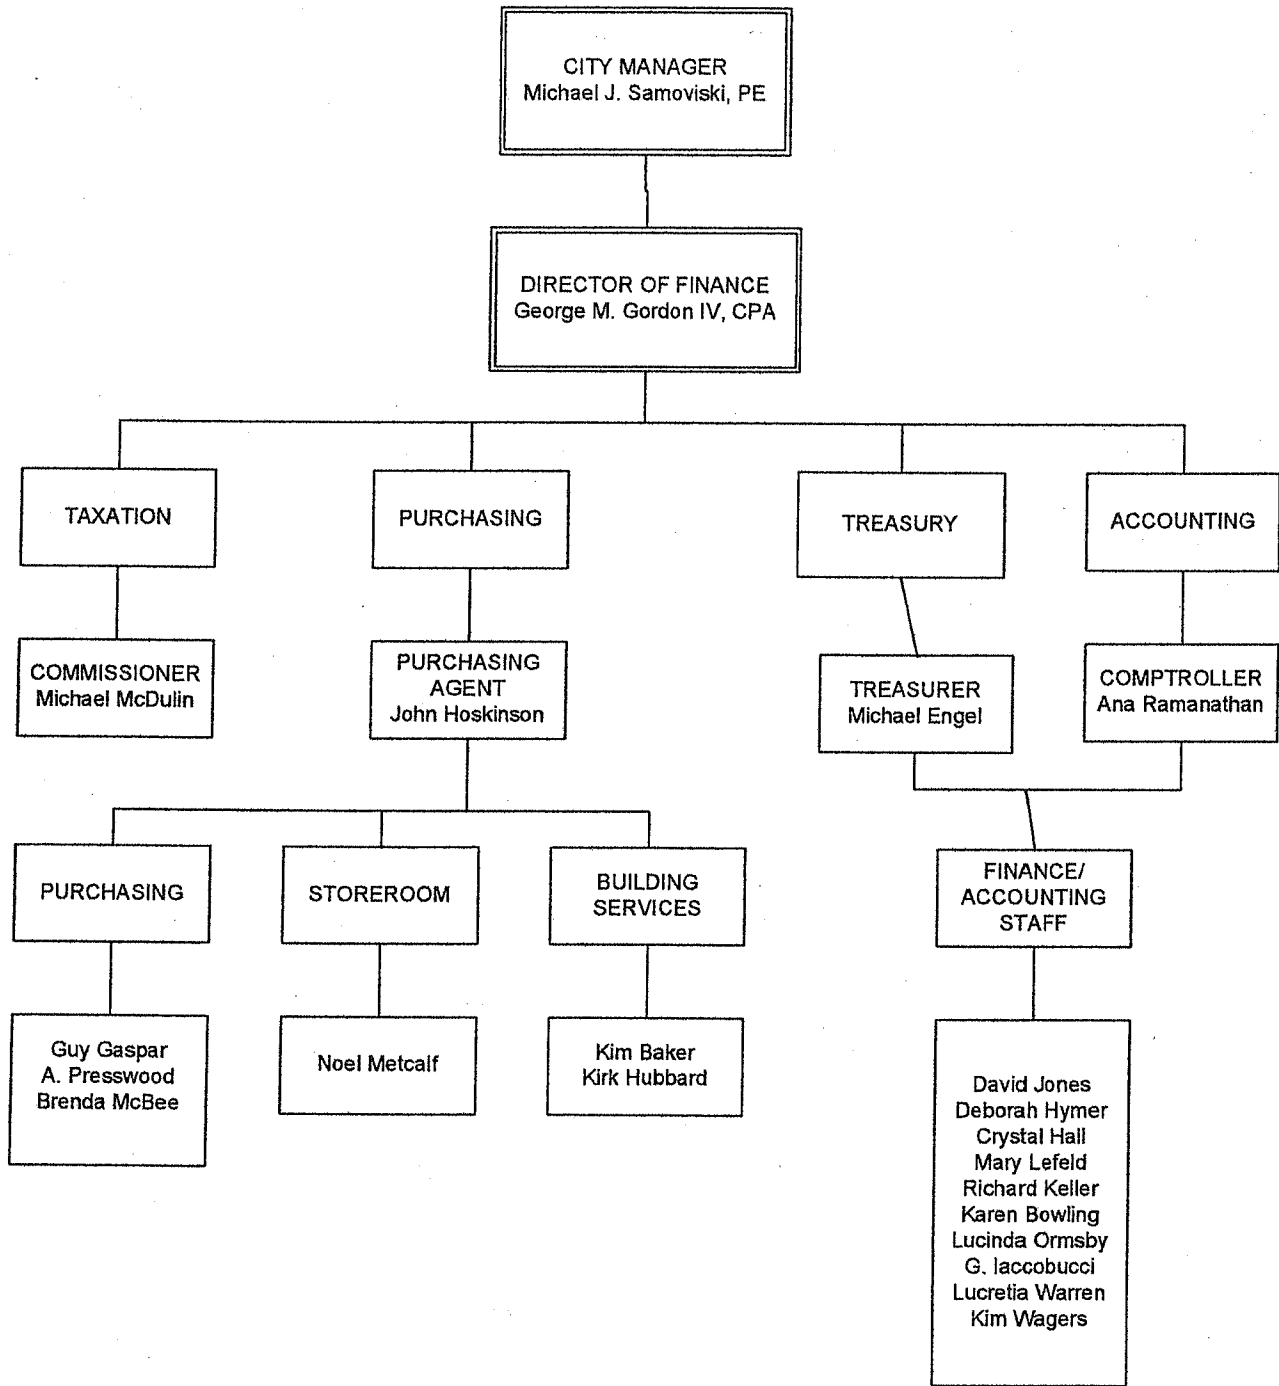 CITY MANAGER
Michael J. Samoviski, PE
DIRECTOR OF FINANCE
George M. Gordon IV, CPA
TAXATION
PURCHASING
TREASURY
ACCOUNTING
COMMISSIONER
Michael McDulin
PURCHASING
AGENT
John Hoskinson
TREASURER
Michael Engel
COMPTROLLER
Ana Ramanathan
PURCHASING
STOREROOM
BUILDING
SERVICES
FINANCE/
ACCOUNTING
STAFF
Guy Gaspar
A. Presswood
Brenda McBee
Noel Metcalf
Kim Baker
Kirk Hubbard
David Jones
Deborah Hymer
Crystal Hall
Mary Lefeld
Richard Keller
Karen Bowling
Lucinda Ormsby
G. Iaccobucci
Lucretia Warren
Kim Wagers